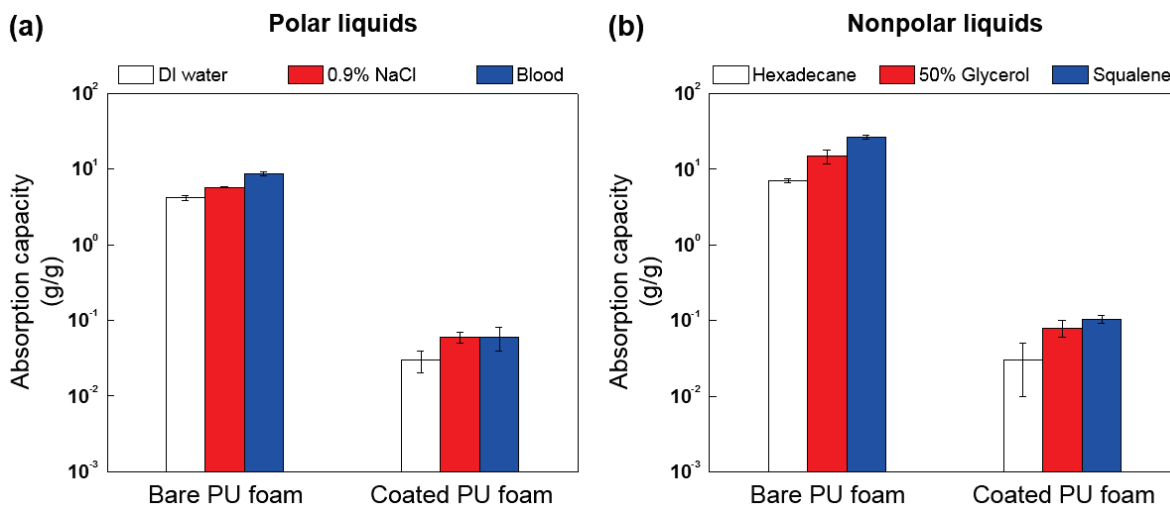 (a)
Polar liquids
DI water
0.9% NaCl
Blood
Absorption capacity
(g/g)
10²
10¹
10⁰
10⁻¹
10⁻²
10⁻³
Bare PU foam
Coated PU foam
(b)
Nonpolar liquids
Hexadecane
50% Glycerol
Squalene
Absorption capacity
(g/g)
10²
10¹
10⁰
10⁻¹
10⁻²
10⁻³
Bare PU foam
Coated PU foam